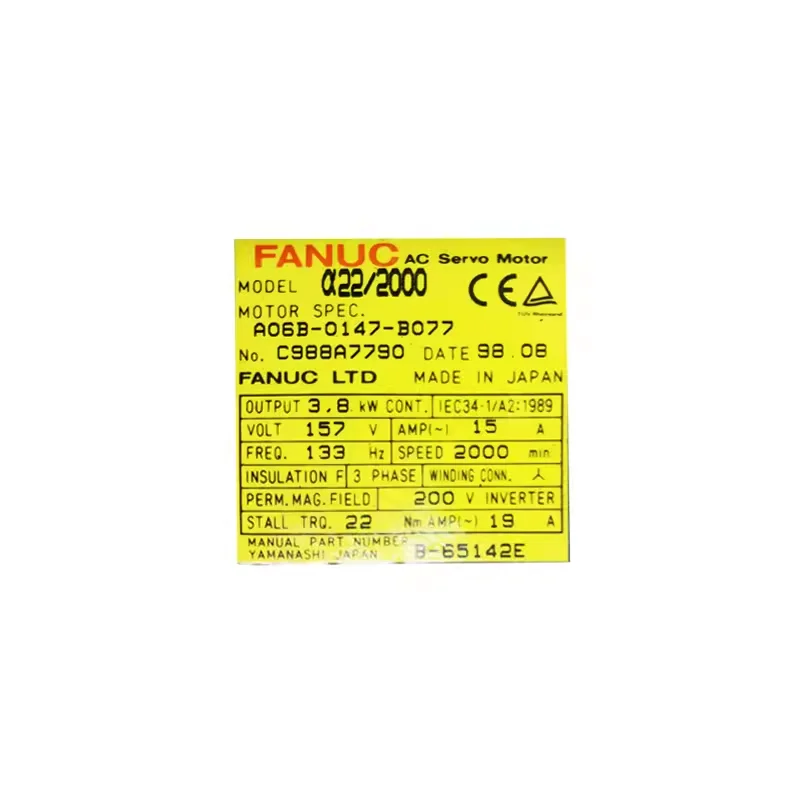 FANUC AC Servo Motor
MODEL α22/2000
CE
TÜV Rheinland
MOTOR SPEC.
A06B-0147-B077
No. C988A7790 DATE 98.08
FANUC LTD MADE IN JAPAN
OUTPUT 3.8 kW CONT. IEC34-1/A2:1989
VOLT 157 V AMP(~) 15 A
FREQ. 133 Hz SPEED 2000 min
INSULATION F 3 PHASE WINDING CONN. 人
PERM. MAG. FIELD 200 V INVERTER
STALL TRQ. 22 Nm AMP(~) 19 A
MANUAL PART NUMBER
YAMANASHI JAPAN B-65142E